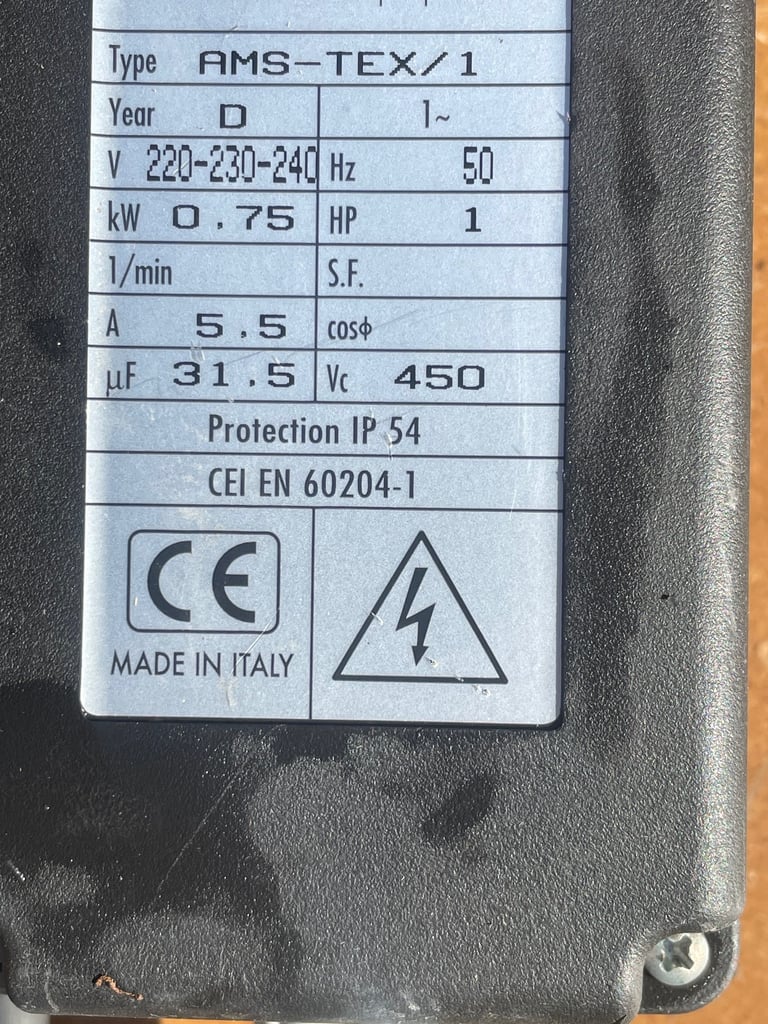 Type AMS-TEX/1
Year D 1~
V 220-230-240 Hz 50
kW 0.75 HP 1
1/min S.F.
A 5.5 cosϕ
μF 31.5 Vc 450
Protection IP 54
CEI EN 60204-1
CE
MADE IN ITALY